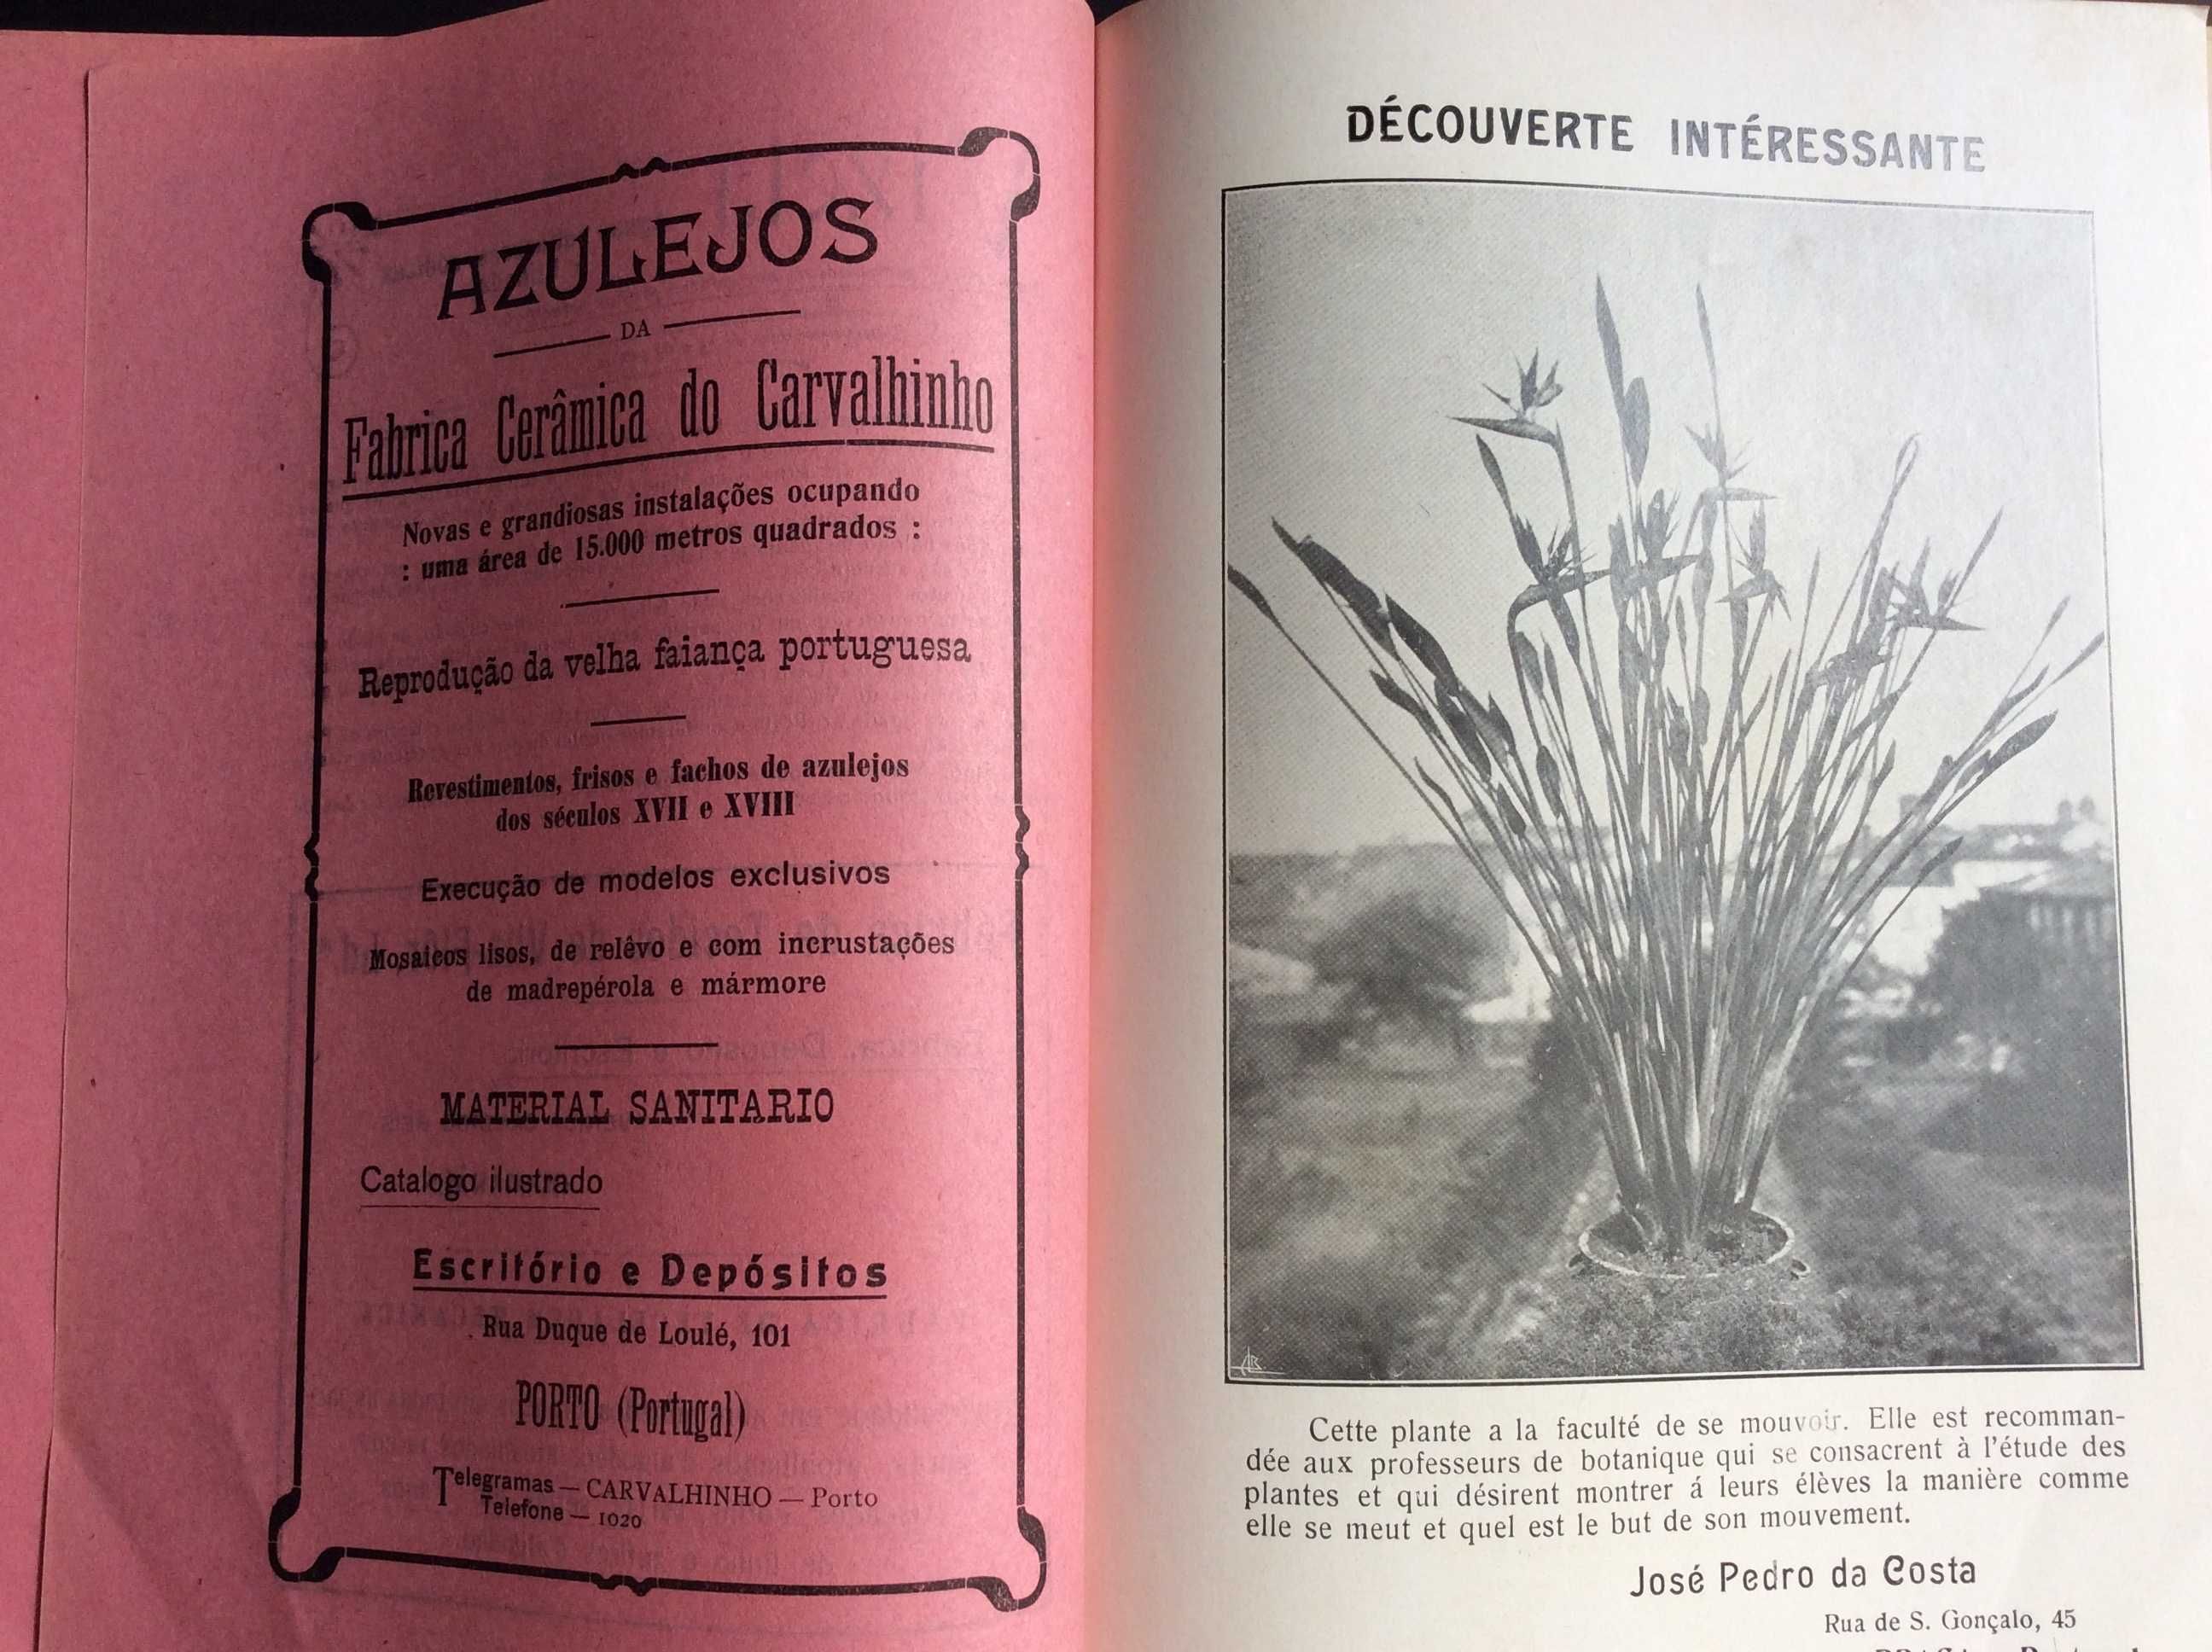 AZULEJOS
DA
Fabrica Cerâmica do Carvalhinho
Novas e grandiosas instalações ocupando
: uma área de 15.000 metros quadrados :
Reprodução da velha faiança portuguesa
Revestimentos, frisos e fachos de azulejos
dos séculos XVII e XVIII
Execução de modelos exclusivos
Mosaicos lisos, de relêvo e com incrustações
de madrepérola e mármore
MATERIAL SANITARIO
Catalogo ilustrado
Escritório e Depósitos
Rua Duque de Loulé, 101
PORTO (Portugal)
Telegramas — CARVALHINHO — Porto
Telefone — 1020
DÉCOUVERTE INTÉRESSANTE
Cette plante a la faculté de se mouvoir. Elle est recomman-
dée aux professeurs de botanique qui se consacrent à l'étude des
plantes et qui désirent montrer á leurs élèves la manière comme
elle se meut et quel est le but de son mouvement.
José Pedro da Costa
Rua de S. Gonçalo, 45